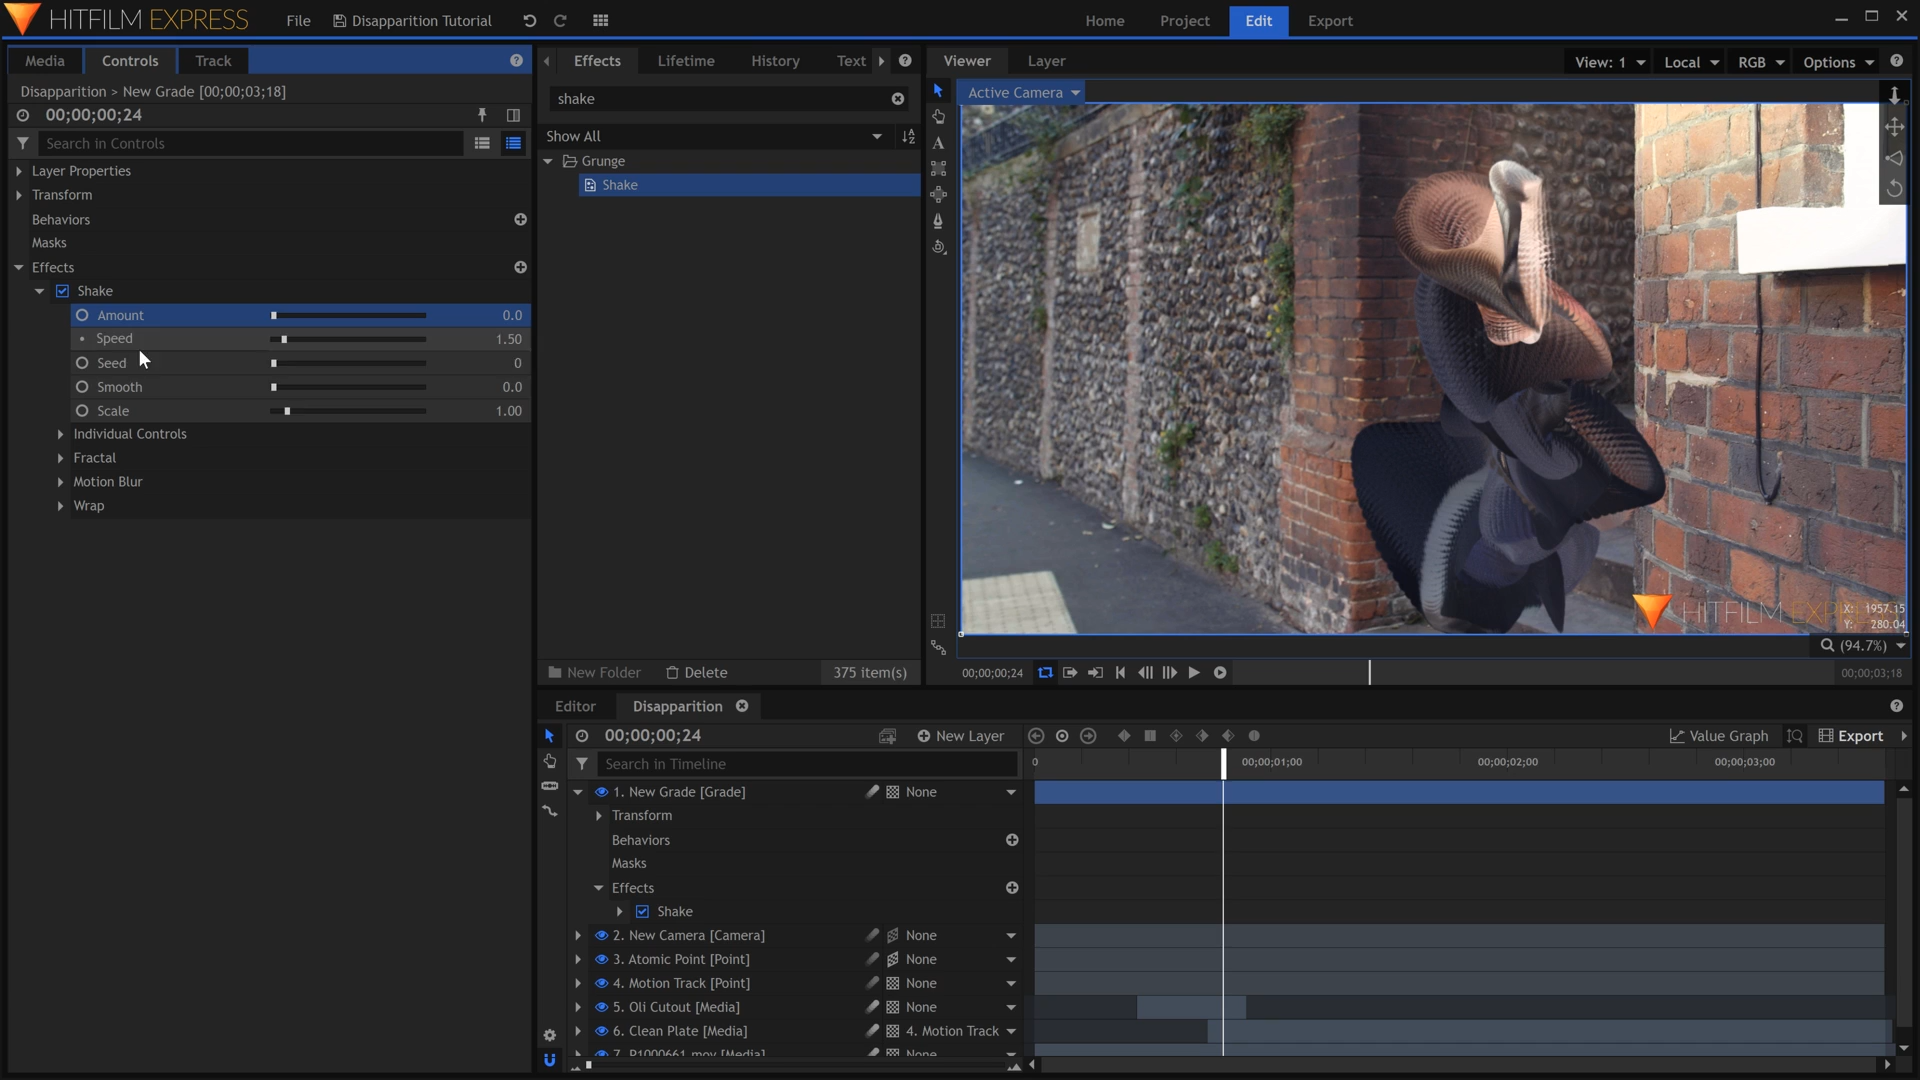 HITFILM EXPRESS
File
Disapparition Tutorial
Home
Project
Edit
Export
Media
Controls
Track
Disapparition > New Grade [00;00;03;18]
00;00;00;24
Search in Controls
Layer Properties
Transform
Behaviors
Masks
Effects
Shake
Amount 0.0
Speed 1.50
Seed 0
Smooth 0.0
Scale 1.00
Individual Controls
Fractal
Motion Blur
Wrap
Effects
Lifetime
History
Text
shake
Show All
Grunge
Shake
New Folder
Delete
375 item(s)
Viewer
Layer
View: 1
Local
RGB
Options
Active Camera
HITFILM EXPRESS
X: 1957.15
Y: 280.04
(94.7%)
00;00;00;24
00;00;03;18
Editor
Disapparition
00;00;00;24
New Layer
Value Graph
Export
Search in Timeline
0
00;00;01;00
00;00;02;00
00;00;03;00
1. New Grade [Grade] None
Transform
Behaviors
Masks
Effects
Shake
2. New Camera [Camera] None
3. Atomic Point [Point] None
4. Motion Track [Point] None
5. Oli Cutout [Media] None
6. Clean Plate [Media] 4. Motion Track
7. P1000661.mov [Media] None